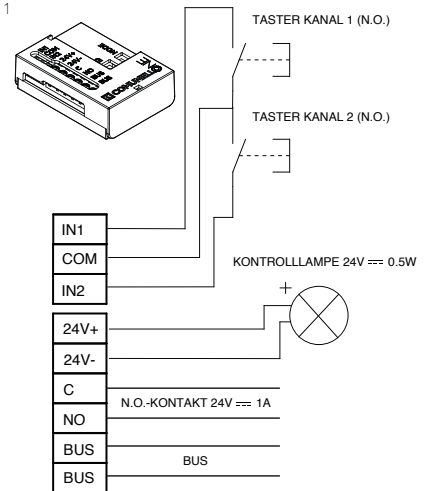 1
TASTER KANAL 1 (N.O.)
TASTER KANAL 2 (N.O.)
COMUNELLO
IN1
COM
IN2
KONTROLLLAMPE 24V ⎓ 0.5W
+
24V+
24V-
C
NO
N.O.-KONTAKT 24V ⎓ 1A
BUS
BUS
BUS